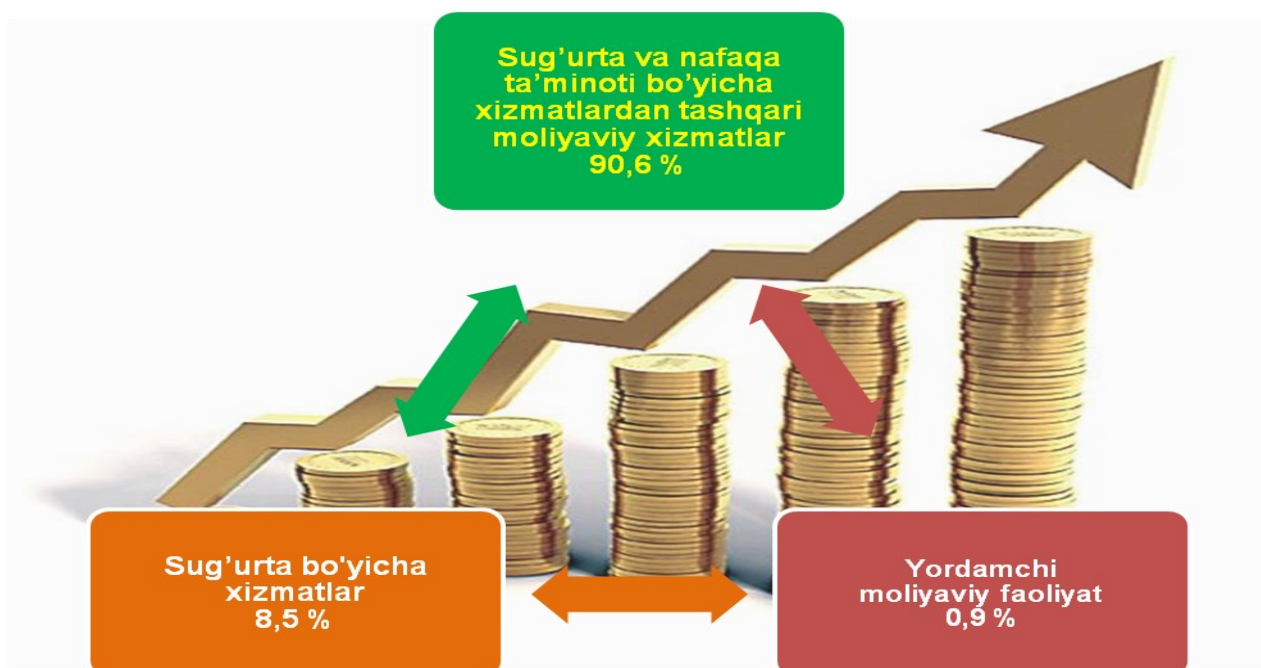 Sug’urta va nafaqa
ta’minoti bo’yicha
xizmatlardan tashqari
moliyaviy xizmatlar
90,6 %
Sug’urta bo'yicha
xizmatlar
8,5 %
Yordamchi
moliyaviy faoliyat
0,9 %